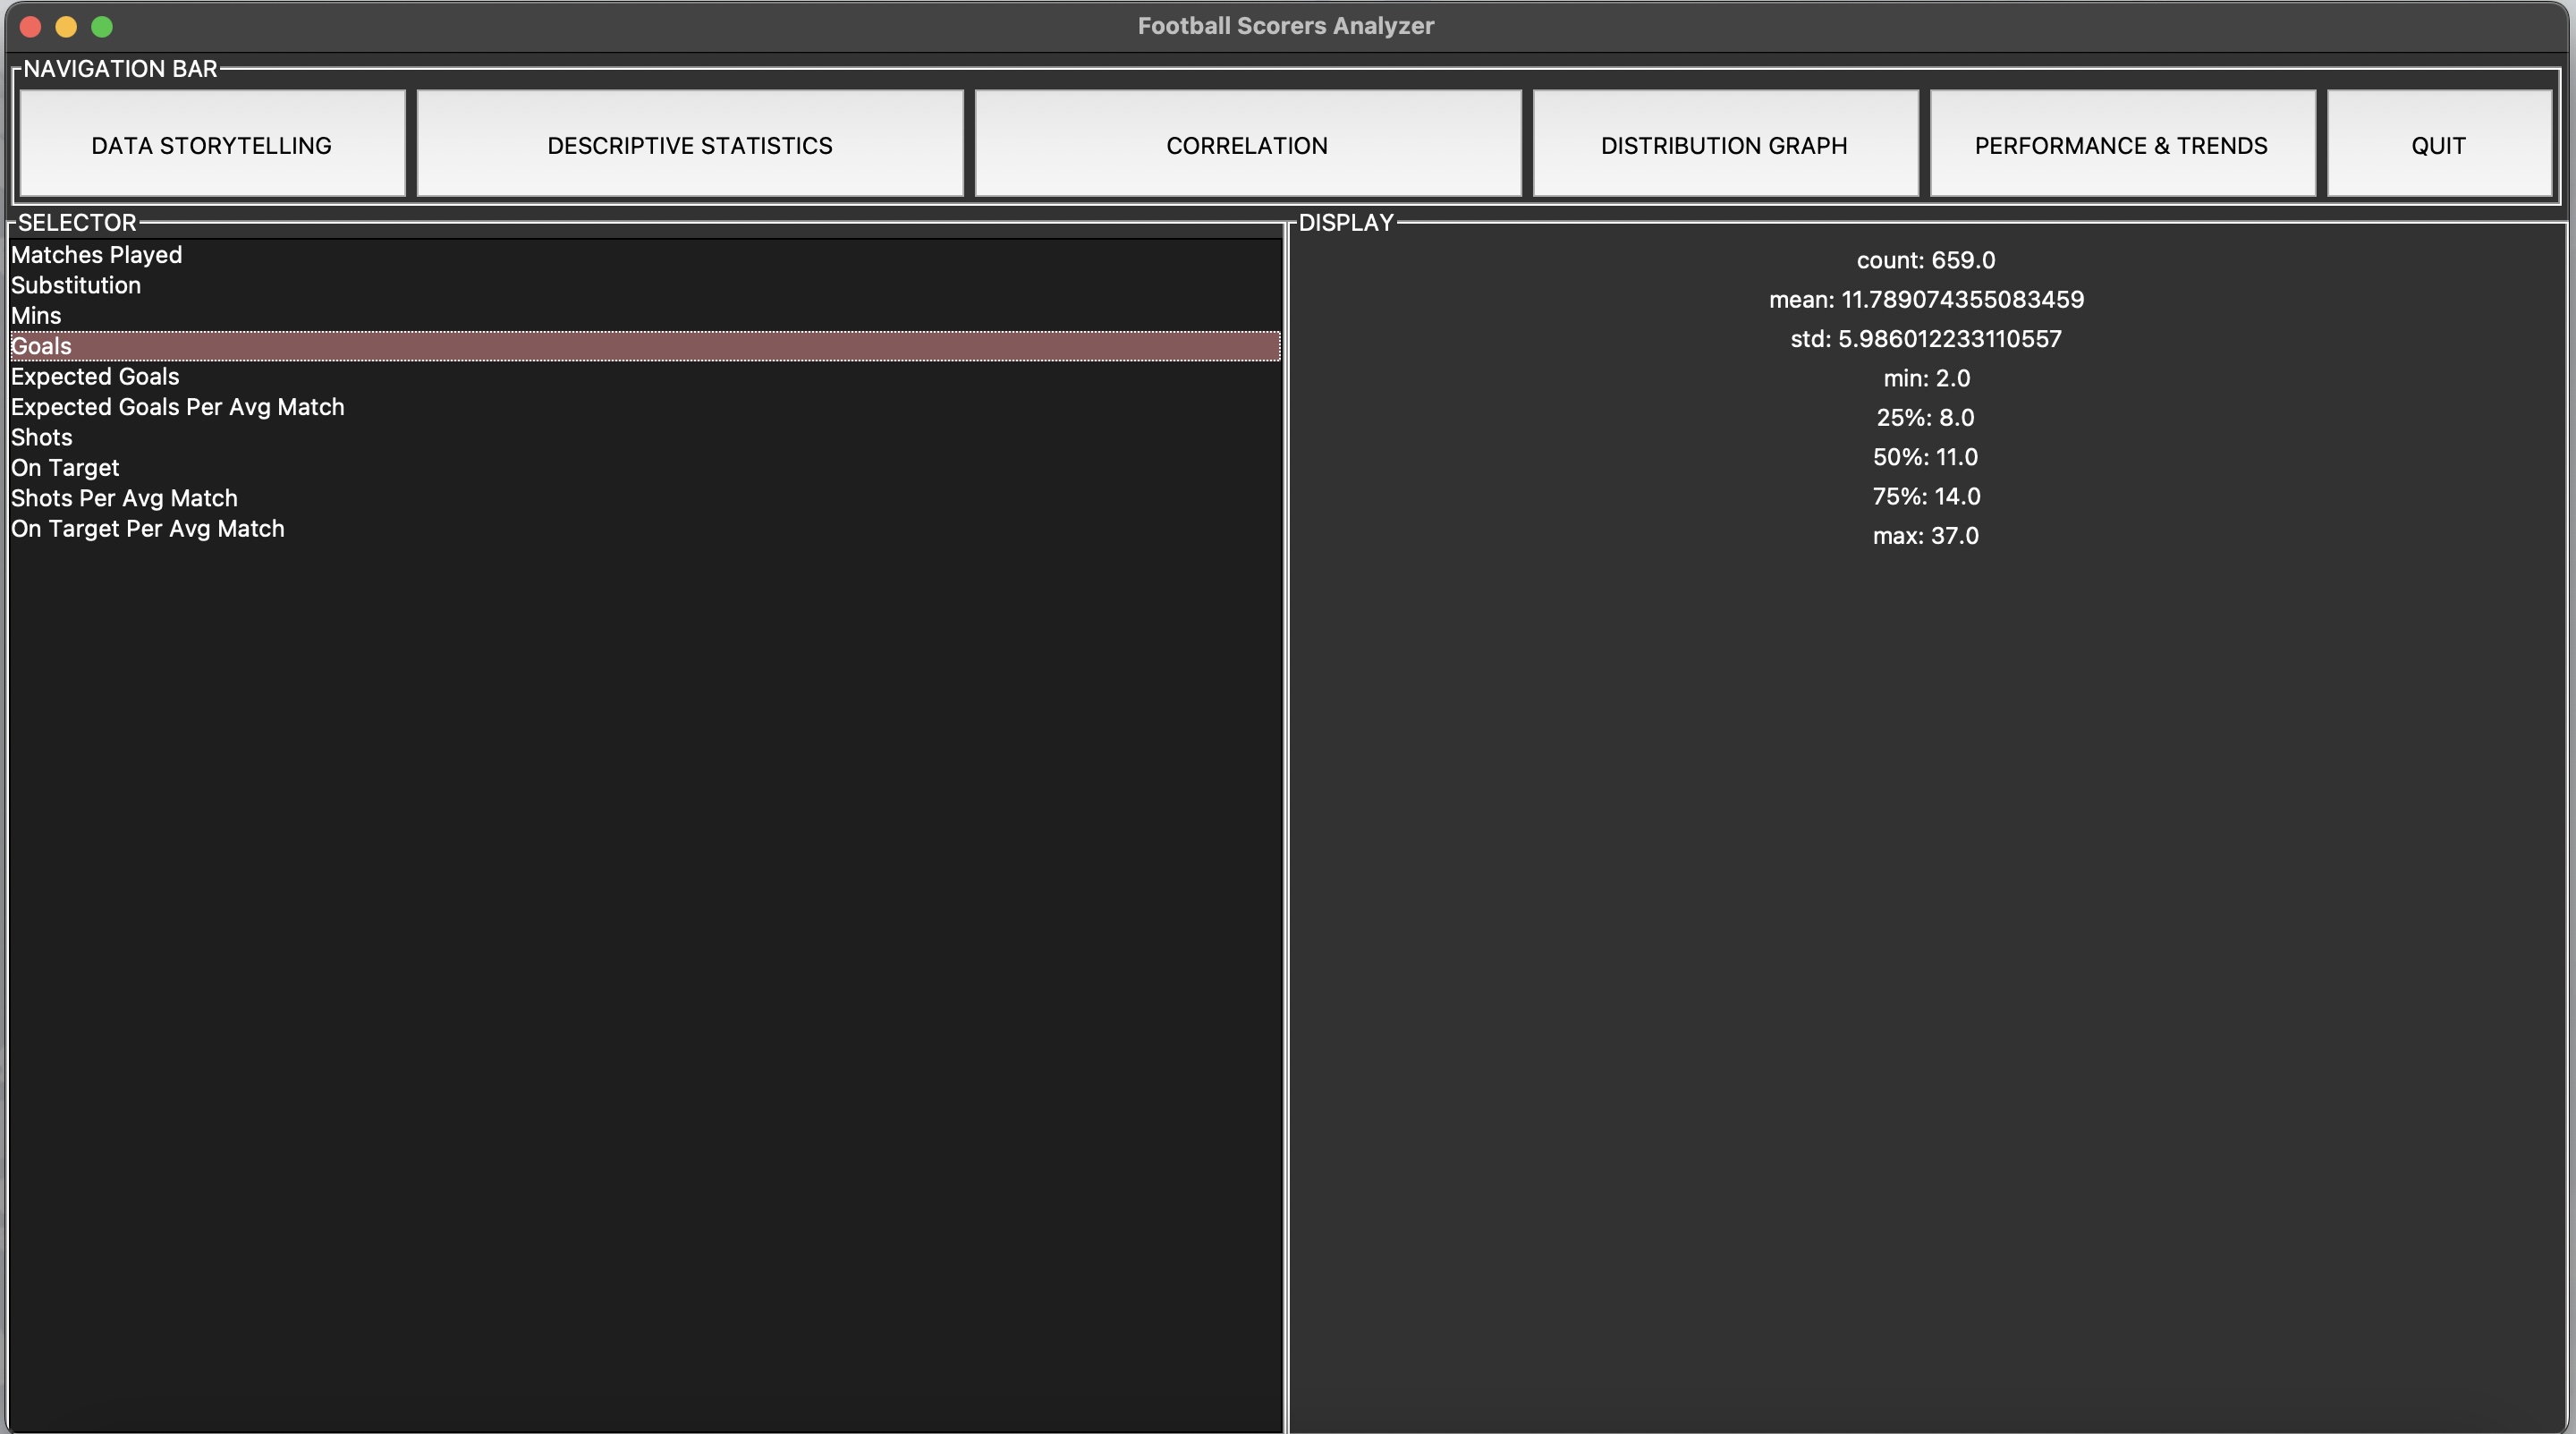 Football Scorers Analyzer
NAVIGATION BAR
DATA STORYTELLING
DESCRIPTIVE STATISTICS
CORRELATION
DISTRIBUTION GRAPH
PERFORMANCE & TRENDS
QUIT
SELECTOR
Matches Played
Substitution
Mins
Goals
Expected Goals
Expected Goals Per Avg Match
Shots
On Target
Shots Per Avg Match
On Target Per Avg Match
DISPLAY
count: 659.0
mean: 11.789074355083459
std: 5.986012233110557
min: 2.0
25%: 8.0
50%: 11.0
75%: 14.0
max: 37.0